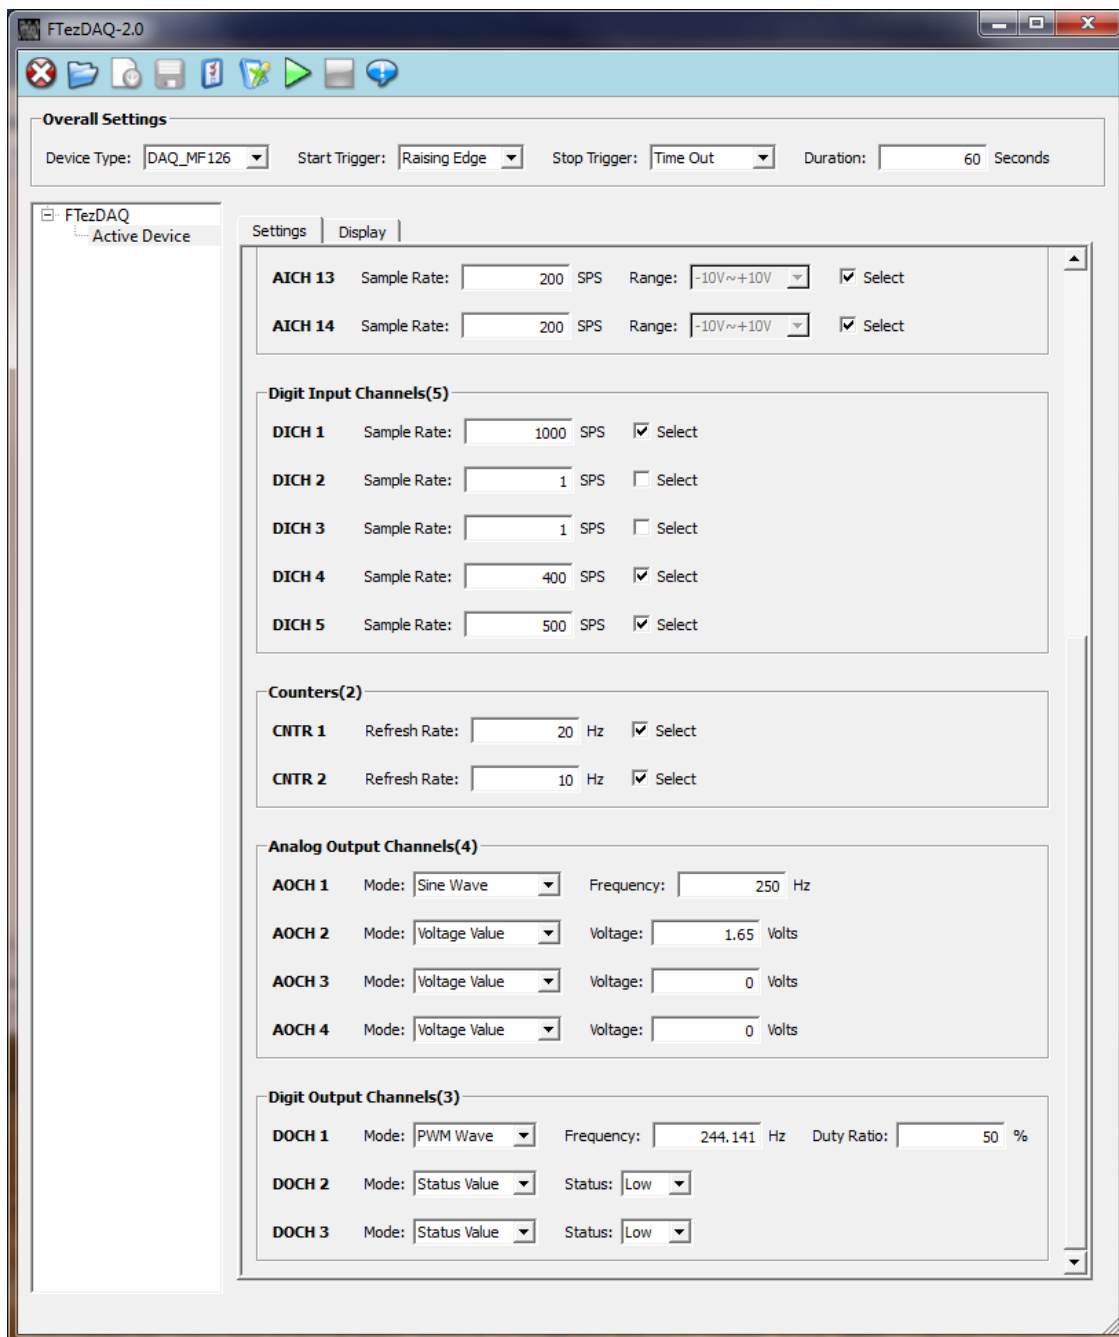 FTezDAQ-2.0
Overall Settings
Device Type: DAQ_MF126 Start Trigger: Raising Edge Stop Trigger: Time Out Duration: 60 Seconds
FTezDAQ
Active Device
Settings Display
AICH 13 Sample Rate: 200 SPS Range: -10V~+10V Select
AICH 14 Sample Rate: 200 SPS Range: -10V~+10V Select
Digit Input Channels(5)
DICH 1 Sample Rate: 1000 SPS Select
DICH 2 Sample Rate: 1 SPS Select
DICH 3 Sample Rate: 1 SPS Select
DICH 4 Sample Rate: 400 SPS Select
DICH 5 Sample Rate: 500 SPS Select
Counters(2)
CNTR 1 Refresh Rate: 20 Hz Select
CNTR 2 Refresh Rate: 10 Hz Select
Analog Output Channels(4)
AOCH 1 Mode: Sine Wave Frequency: 250 Hz
AOCH 2 Mode: Voltage Value Voltage: 1.65 Volts
AOCH 3 Mode: Voltage Value Voltage: 0 Volts
AOCH 4 Mode: Voltage Value Voltage: 0 Volts
Digit Output Channels(3)
DOCH 1 Mode: PWM Wave Frequency: 244.141 Hz Duty Ratio: 50 %
DOCH 2 Mode: Status Value Status: Low
DOCH 3 Mode: Status Value Status: Low